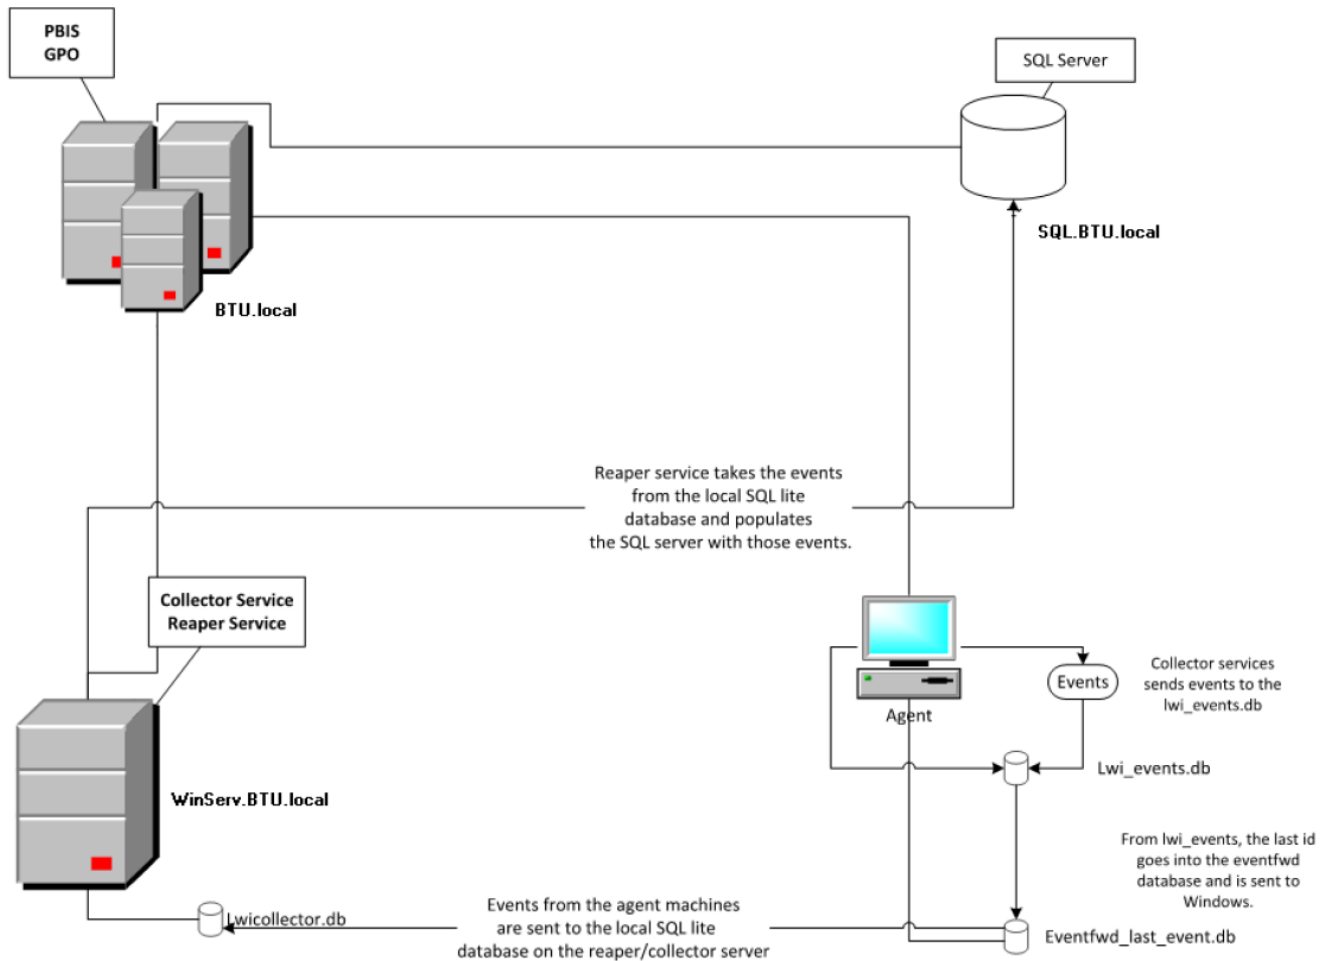 PBIS
GPO
SQL Server
SQL.BTU.local
BTU.local
Reaper service takes the events
from the local SQL lite
database and populates
the SQL server with those events.
Collector Service
Reaper Service
Agent
Events
Collector services
sends events to the
lwi_events.db
Lwi_events.db
WinServ.BTU.local
From lwi_events, the last id
goes into the eventfwd
database and is sent to
Windows.
Lwicollector.db
Events from the agent machines
are sent to the local SQL lite
database on the reaper/collector server
Eventfwd_last_event.db